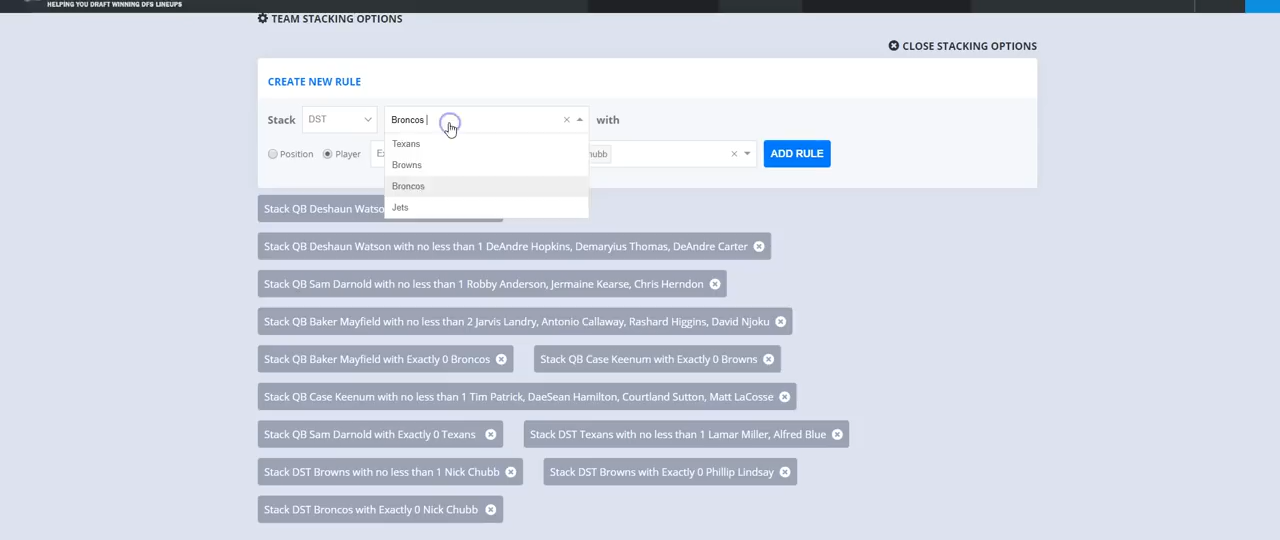 HELPING YOU DRAFT WINNING DFS LINEUPS
TEAM STACKING OPTIONS
CLOSE STACKING OPTIONS
CREATE NEW RULE
Stack DST Broncos with
Texans
Browns
Broncos
Jets
Position Player ADD RULE
Stack QB Deshaun
Stack QB Deshaun Watson with no less than 1 DeAndre Hopkins, Demaryius Thomas, DeAndre Carter
Stack QB Sam Darnold with no less than 1 Robby Anderson, Jermaine Kearse, Chris Herndon
Stack QB Baker Mayfield with no less than 2 Jarvis Landry, Antonio Callaway, Rashard Higgins, David Njoku
Stack QB Baker Mayfield with Exactly 0 Broncos Stack QB Case Keenum with Exactly 0 Browns
Stack QB Case Keenum with no less than 1 Tim Patrick, DaeSean Hamilton, Courtland Sutton, Matt LaCosse
Stack QB Sam Darnold with Exactly 0 Texans Stack DST Texans with no less than 1 Lamar Miller, Alfred Blue
Stack DST Browns with no less than 1 Nick Chubb Stack DST Browns with Exactly 0 Phillip Lindsay
Stack DST Broncos with Exactly 0 Nick Chubb